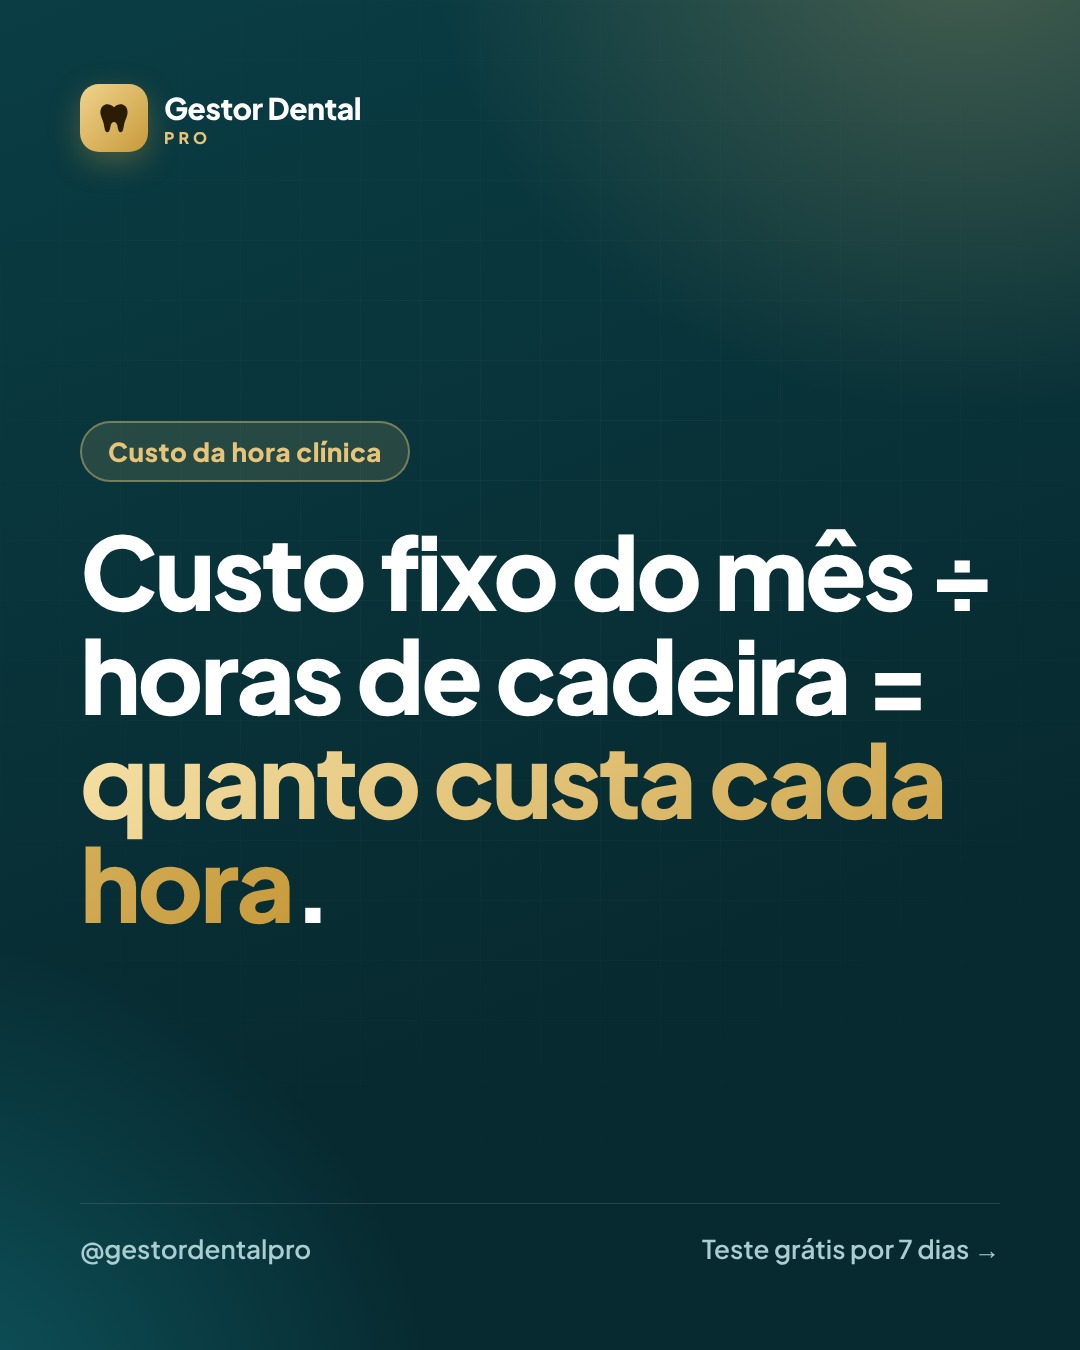 Gestor Dental
PRO
Custo da hora clínica
Custo fixo do mês ÷
horas de cadeira =
quanto custa cada
hora.
@gestordentalpro
Teste grátis por 7 dias →